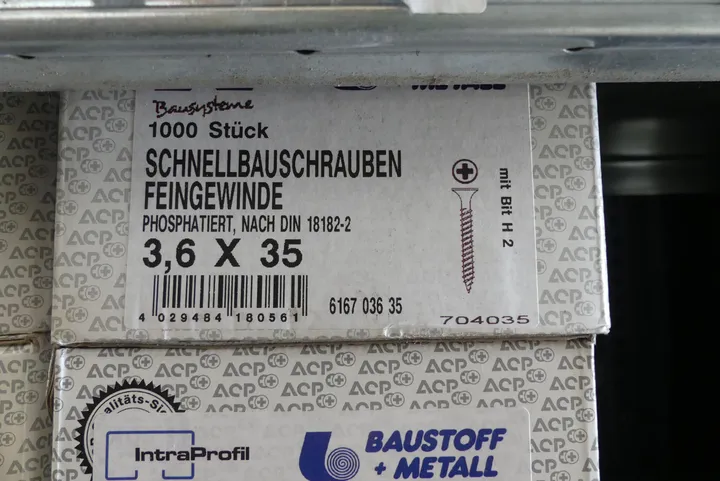 Bausysteme
1000 Stück
SCHNELLBAUSCHRAUBEN
FEINGEWINDE
PHOSPHATIERT, NACH DIN 18182-2
3,6 X 35
mit Bit H 2
4 029484 180561
6167 036 35
704035
ACP
IntraProfil
BAUSTOFF
+ METALL